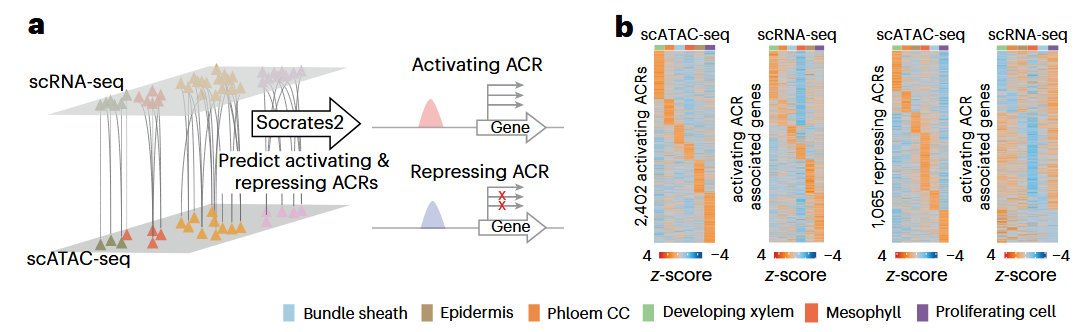 a
scRNA-seq
scATAC-seq
Socrates2
Predict activating &
repressing ACRs
Activating ACR
Gene
Repressing ACR
X
X
Gene
b
scATAC-seq
scRNA-seq
scATAC-seq
scRNA-seq
2,402 activating ACRs
activating ACR
associated genes
1,065 repressing ACRs
activating ACR
associated genes
4 −4
z-score
4 −4
z-score
4 −4
z-score
4 −4
z-score
Bundle sheath Epidermis Phloem CC Developing xylem Mesophyll Proliferating cell